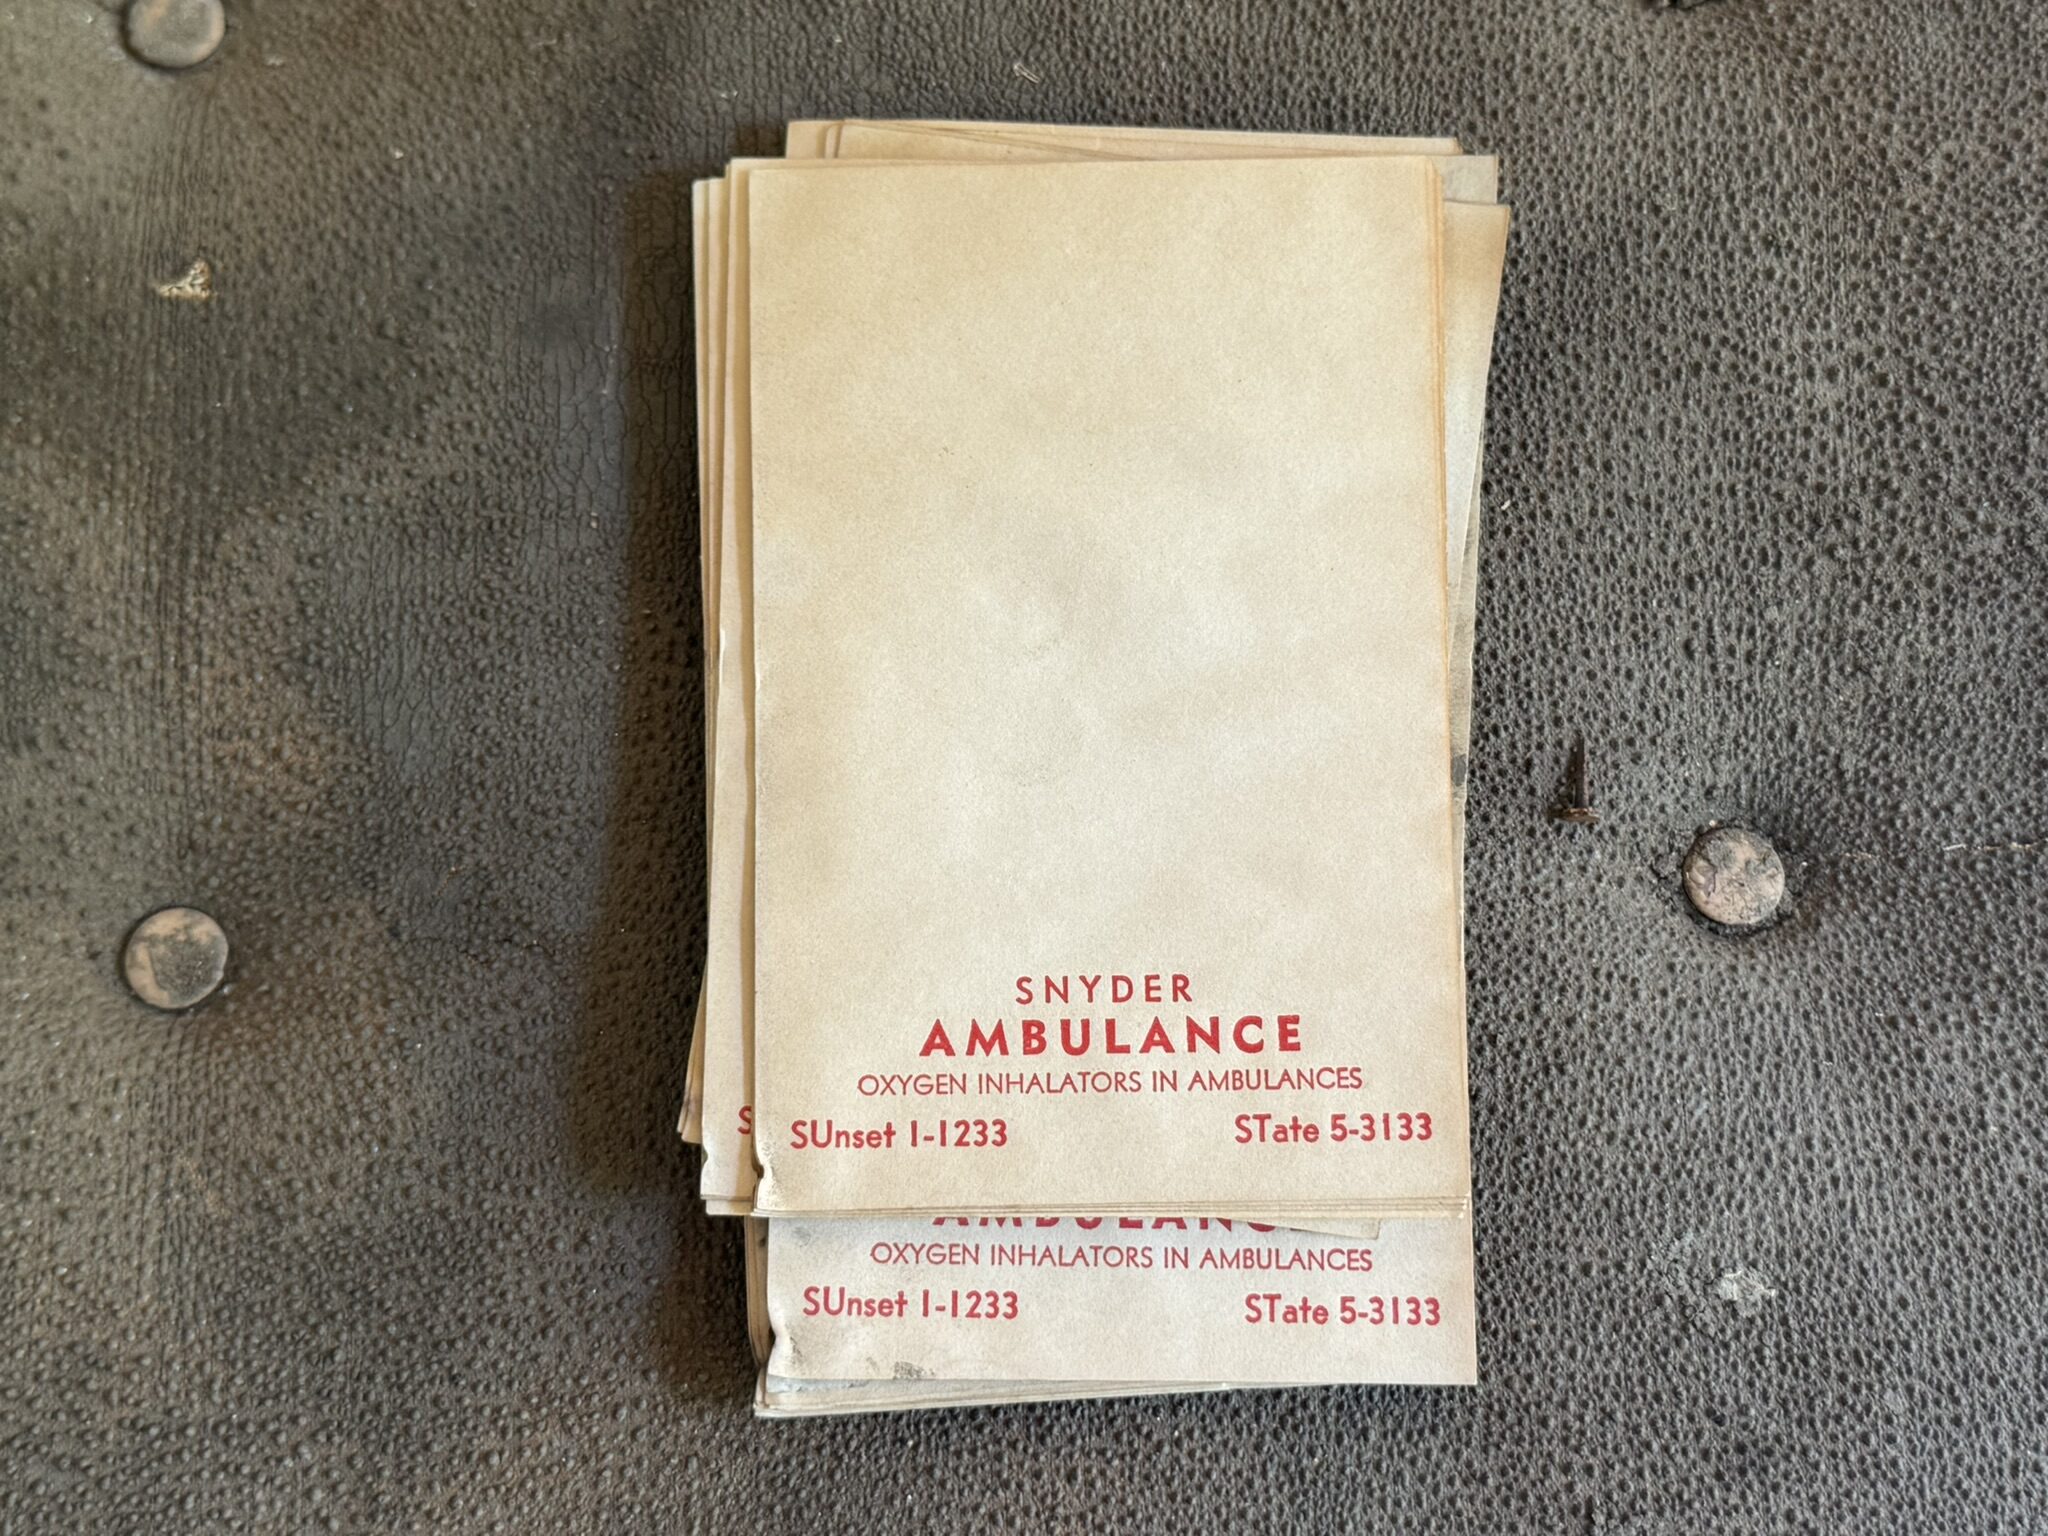 SNYDER
AMBULANCE
OXYGEN INHALATORS IN AMBULANCES
SUnset 1-1233 STate 5-3133
S
AMBULANC
OXYGEN INHALATORS IN AMBULANCES
SUnset 1-1233 STate 5-3133